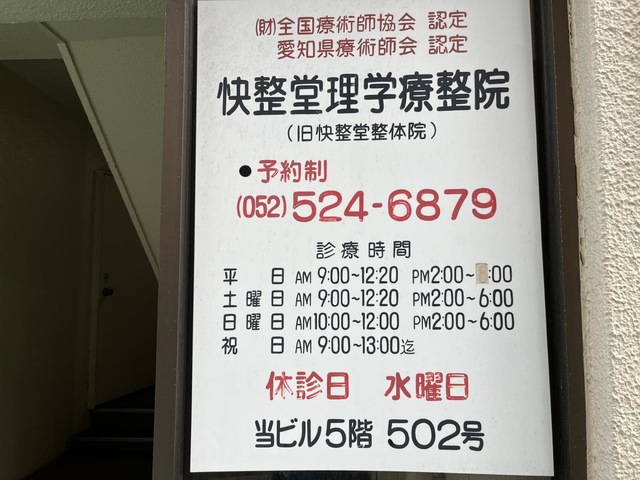 (財)全国療術師協会 認定
愛知県療術師会 認定
快整堂理学療整院
(旧快整堂整体院)
●予約制
(052)524-6879
診療時間
平日 AM 9:00~12:20 PM2:00~:00
土曜日 AM 9:00~12:20 PM2:00~6:00
日曜日 AM10:00~12:00 PM2:00~6:00
祝日 AM 9:00~13:00迄
休診日 水曜日
当ビル5階 502号